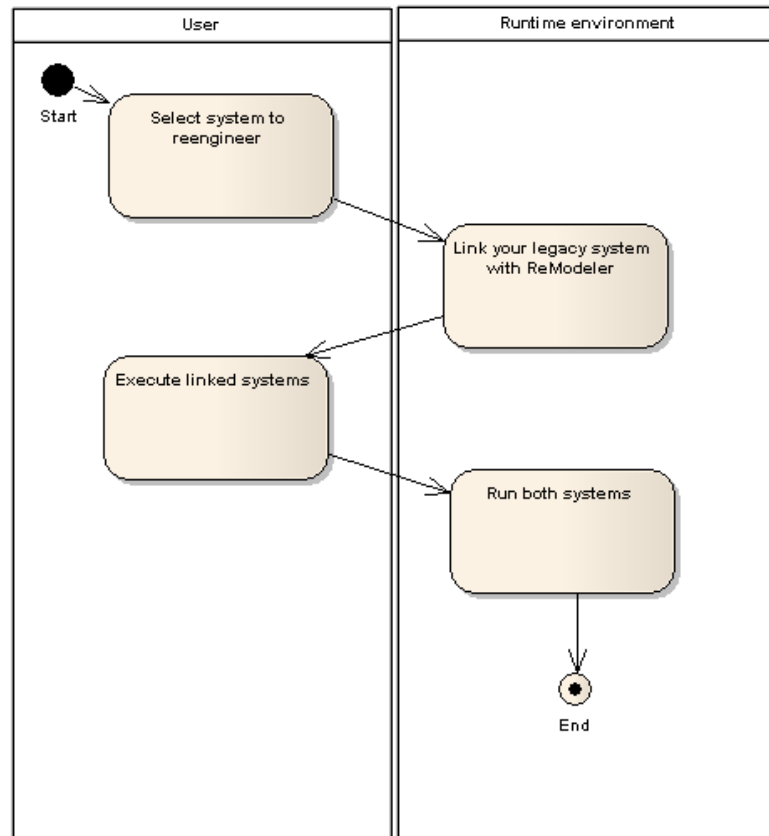 User
Runtime environment
Start
Select system to
reengineer
Link your legacy system
with ReModeler
Execute linked systems
Run both systems
End